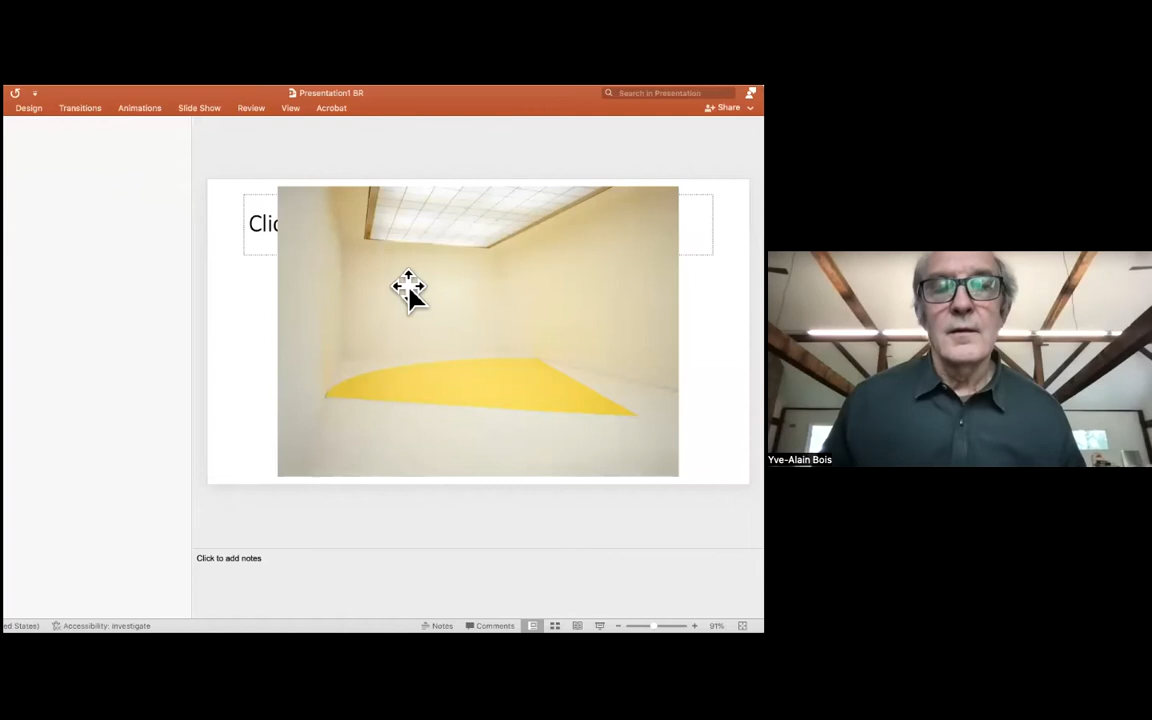 Presentation1 BR
Search in Presentation
Design Transitions Animations Slide Show Review View Acrobat
Share
Clic
Click to add notes
ed States) Accessibility: Investigate Notes Comments 91%
Yve-Alain Bois